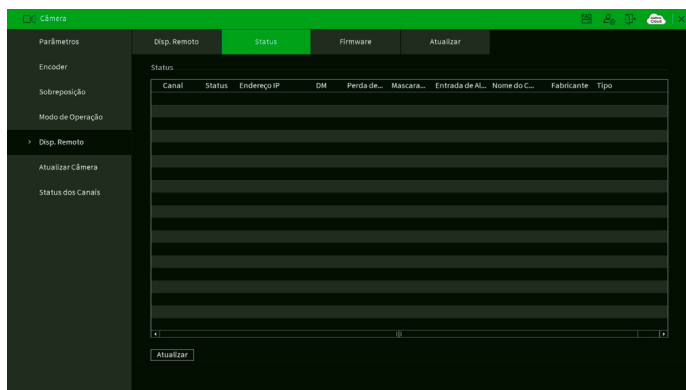 Câmera
FAQ
Parâmetros
Encoder
Sobreposição
Modo de Operação
Disp. Remoto
Atualizar Câmera
Status dos Canais
Disp. Remoto Status Firmware Atualizar
Status
Canal Status Endereço IP DM Perda de... Mascara... Entrada de Al... Nome do C... Fabricante Tipo
Atualizar